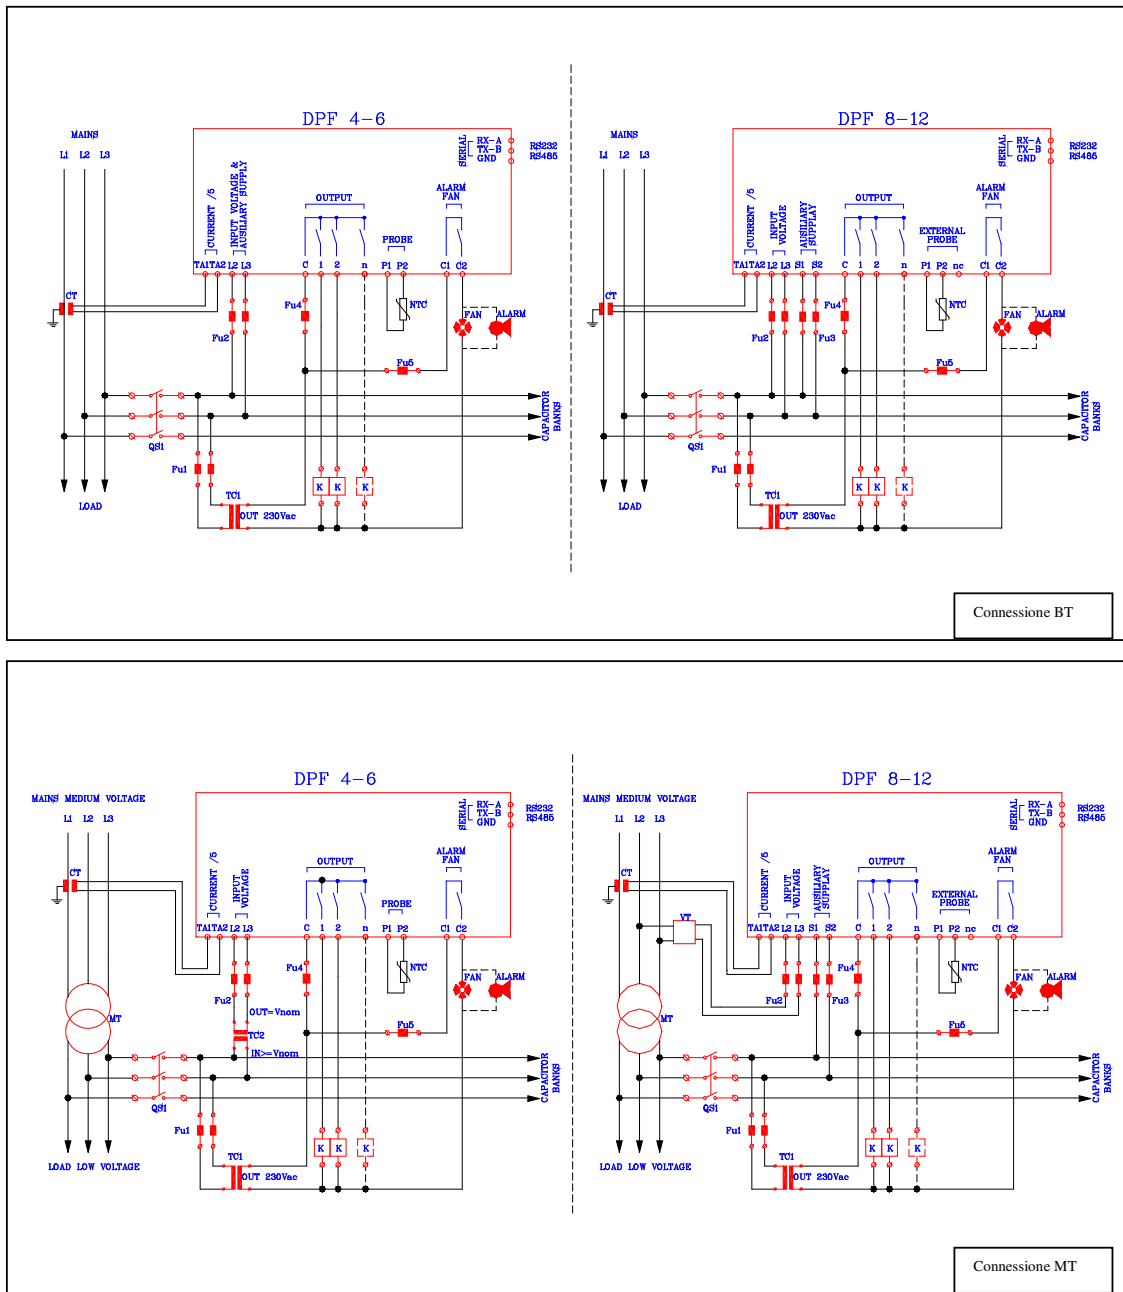 DPF 4-6
MAINS
L1 L2 L3
SERIAL
RX-A
TX-B
GND
RS232
RS485
CURRENT /5
INPUT VOLTAGE &
AUXILIARY SUPPLY
OUTPUT
PROBE
ALARM
FAN
TA1 TA2 L2 L3 C 1 2 n P1 P2 C1 C2
CT
Fu2
Fu4
NTC
FAN
ALARM
Fu5
CAPACITOR
BANKS
QS1
Fu1
LOAD
TC1
OUT 230Vac
K K K
DPF 8-12
MAINS
L1 L2 L3
SERIAL
RX-A
TX-B
GND
RS232
RS485
CURRENT /5
INPUT
VOLTAGE
AUXILIARY
SUPPLAY
OUTPUT
EXTERNAL
PROBE
ALARM
FAN
TA1 TA2 L2 L3 S1 S2 C 1 2 n P1 P2 nc C1 C2
CT
Fu2
Fu3
Fu4
NTC
FAN
ALARM
Fu5
CAPACITOR
BANKS
QS1
Fu1
LOAD
TC1
OUT 230Vac
K K K
Connessione BT
DPF 4-6
MAINS MEDIUM VOLTAGE
L1 L2 L3
SERIAL
RX-A
TX-B
GND
RS232
RS485
CURRENT /5
INPUT
VOLTAGE
OUTPUT
PROBE
ALARM
FAN
TA1 TA2 L2 L3 C 1 2 n P1 P2 C1 C2
CT
Fu2
Fu4
NTC
FAN
ALARM
OUT=Vnom
MT
TC2
Fu5
IN>=Vnom
CAPACITOR
BANKS
QS1
Fu1
LOAD LOW VOLTAGE
TC1
OUT 230Vac
K K K
DPF 8-12
MAINS MEDIUM VOLTAGE
L1 L2 L3
SERIAL
RX-A
TX-B
GND
RS232
RS485
CURRENT /5
INPUT
VOLTAGE
AUXILIARY
SUPPLAY
OUTPUT
EXTERNAL
PROBE
ALARM
FAN
VT
TA1 TA2 L2 L3 S1 S2 C 1 2 n P1 P2 nc C1 C2
CT
Fu2
Fu3
Fu4
NTC
FAN
ALARM
MT
Fu5
CAPACITOR
BANKS
QS1
Fu1
LOAD LOW VOLTAGE
TC1
OUT 230Vac
K K K
Connessione MT